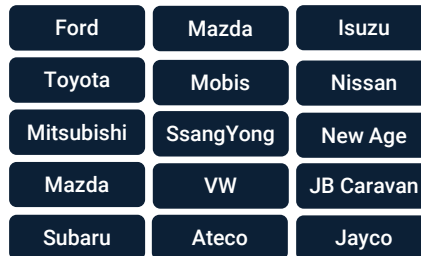 Ford Mazda Isuzu
Toyota Mobis Nissan
Mitsubishi SsangYong New Age
Mazda VW JB Caravan
Subaru Ateco Jayco